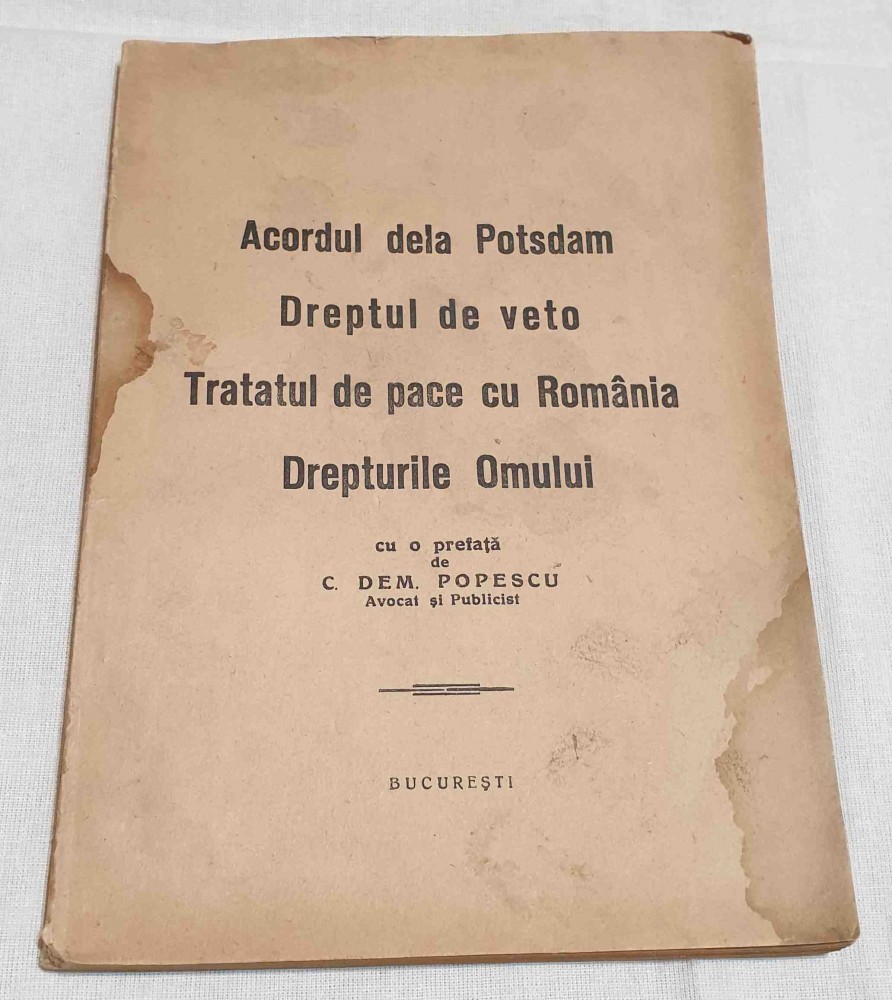 Acordul dela Potsdam
Dreptul de veto
Tratatul de pace cu România
Drepturile Omului
cu o prefață
de
C. DEM. POPESCU
Avocat și Publicist
BUCUREȘTI